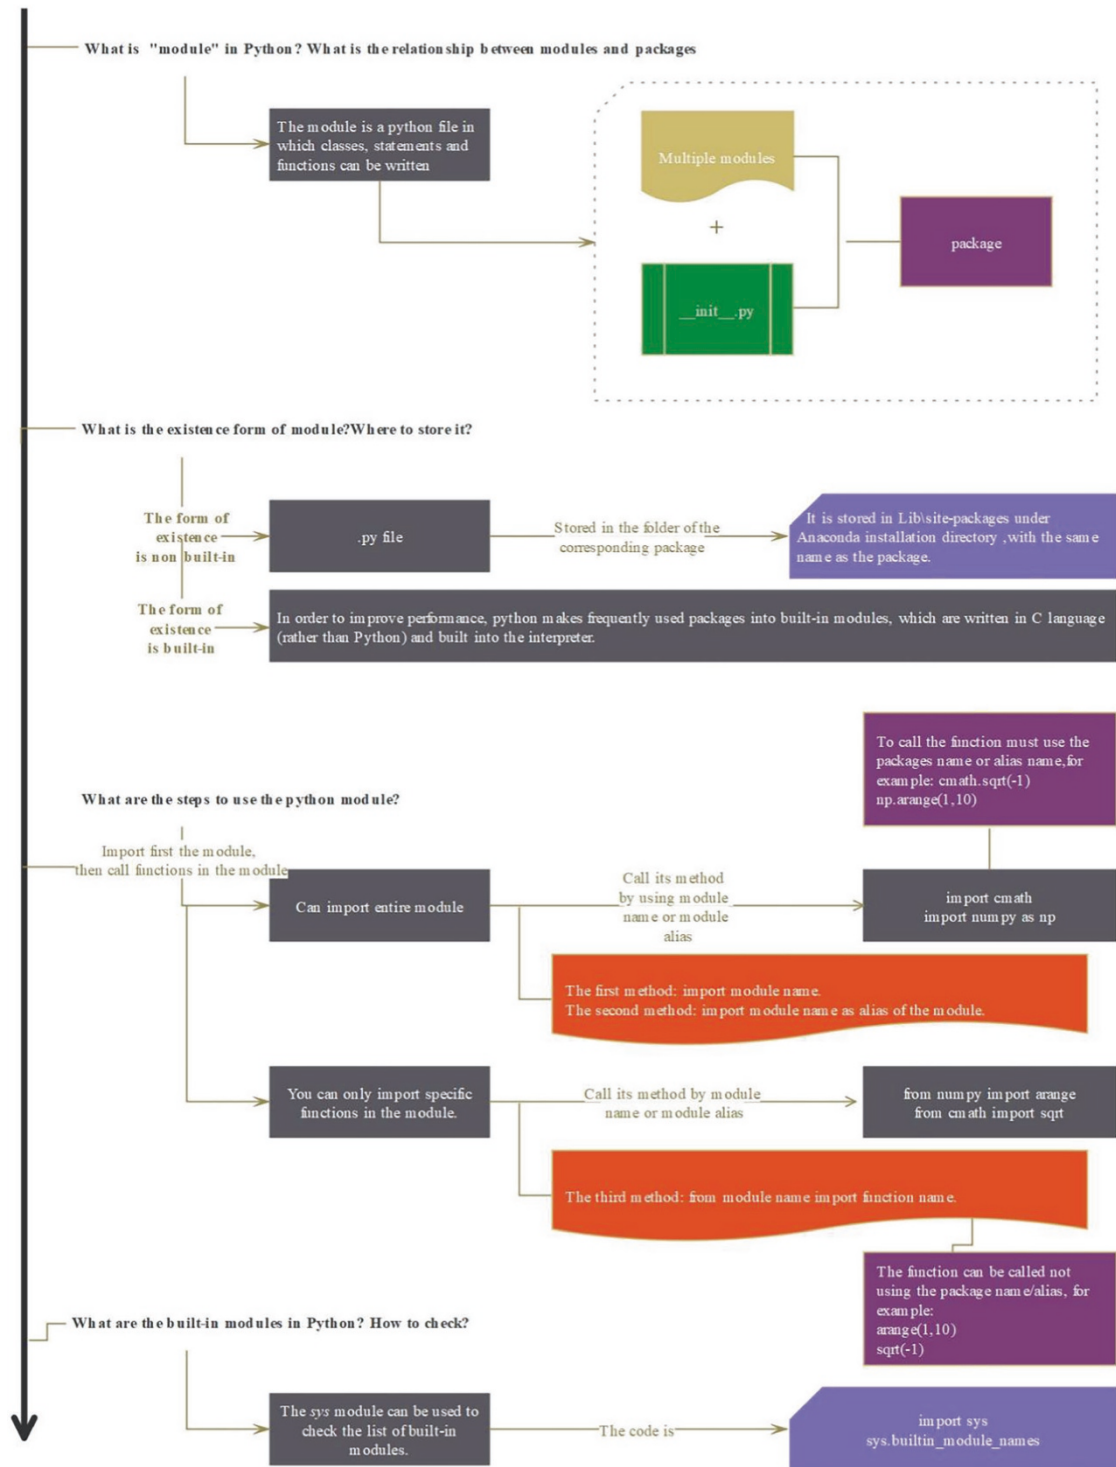 What is "module" in Python? What is the relationship between modules and packages
The module is a python file in
which classes, statements and
functions can be written
Multiple modules
+
__init__.py
package
What is the existence form of module?Where to store it?
The form of
existence
is non built-in
.py file
Stored in the folder of the
corresponding package
It is stored in Lib\site-packages under
Anaconda installation directory ,with the same
name as the package.
The form of
existence
is built-in
In order to improve performance, python makes frequently used packages into built-in modules, which are written in C language
(rather than Python) and built into the interpreter.
To call the function must use the
packages name or alias name,for
example: cmath.sqrt(-1)
np.arange(1,10)
What are the steps to use the python module?
Import first the module,
then call functions in the module
Can import entire module
Call its method
by using module
name or module
alias
import cmath
import numpy as np
The first method: import module name.
The second method: import module name as alias of the module.
You can only import specific
functions in the module.
Call its method by module
name or module alias
from numpy import arange
from cmath import sqrt
The third method: from module name import function name.
The function can be called not
using the package name/alias, for
example:
arange(1,10)
sqrt(-1)
What are the built-in modules in Python? How to check?
The sys module can be used to
check the list of built-in
modules.
The code is
import sys
sys.builtin_module_names